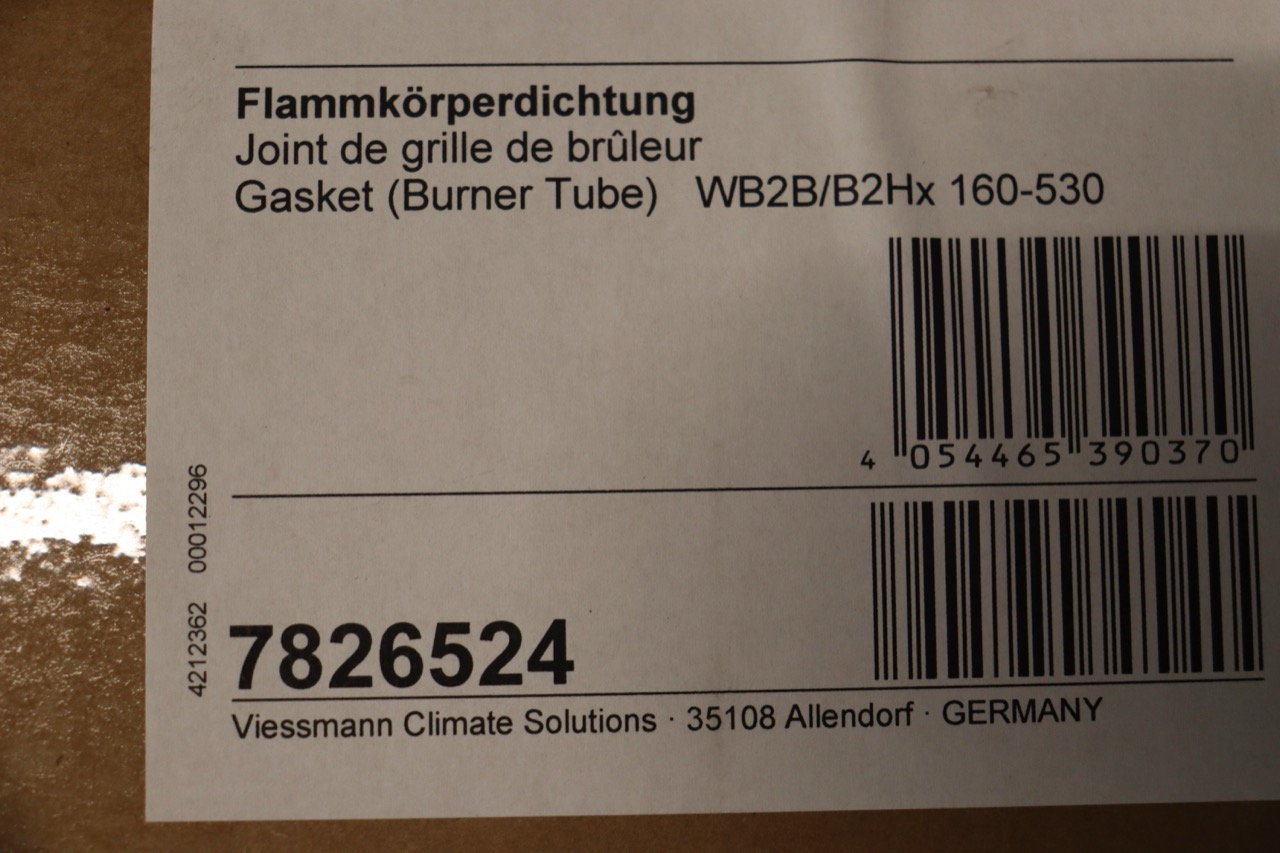 Flammkörperdichtung
Joint de grille de brûleur
Gasket (Burner Tube) WB2B/B2Hx 160-530
4 054465 390370
4212362 00012296
7826524
Viessmann Climate Solutions · 35108 Allendorf · GERMANY